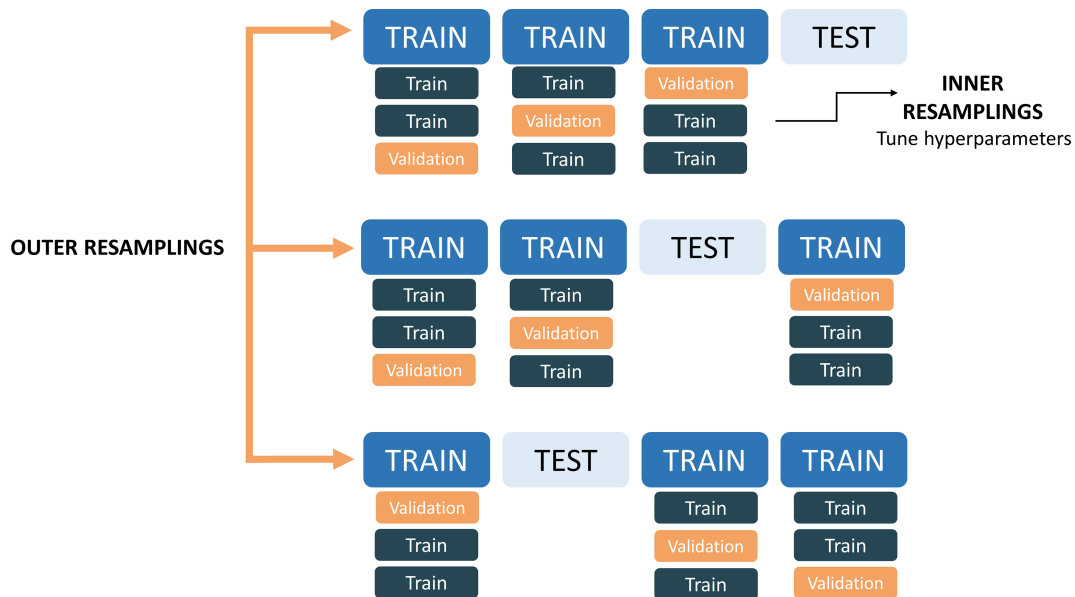 TRAIN TRAIN TRAIN TEST
Train Train Validation
Train Validation Train
Validation Train Train
INNER
RESAMPLINGS
Tune hyperparameters
OUTER RESAMPLINGS
TRAIN TRAIN TEST TRAIN
Train Train Validation
Train Validation Train
Validation Train Train
TRAIN TEST TRAIN TRAIN
Validation Train Train
Train Validation Train
Train Train Validation